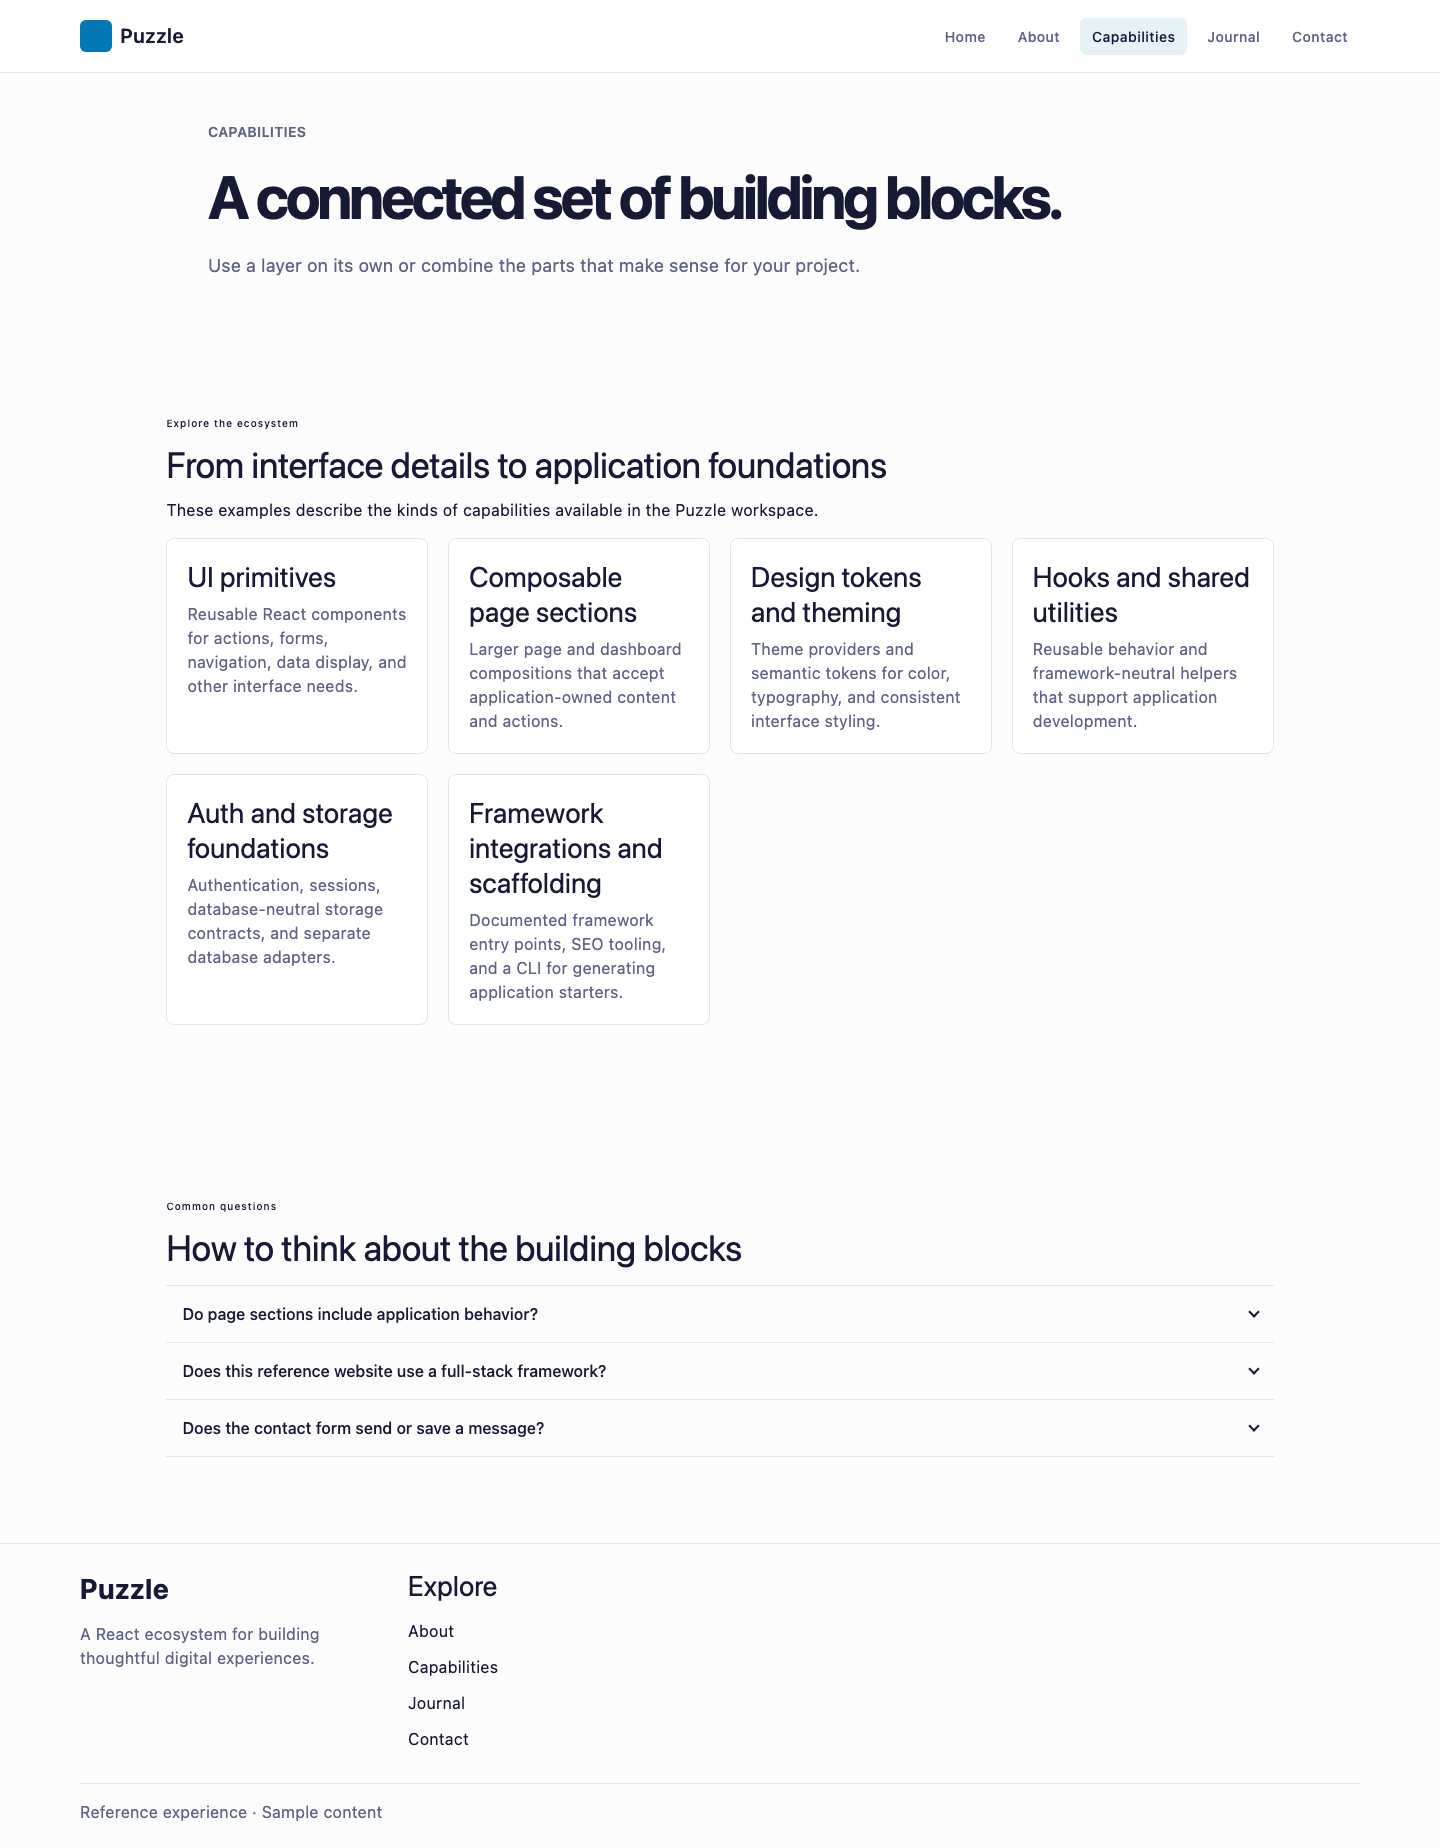 Puzzle
Home
About
Capabilities
Journal
Contact
CAPABILITIES
A connected set of building blocks.
Use a layer on its own or combine the parts that make sense for your project.
Explore the ecosystem
From interface details to application foundations
These examples describe the kinds of capabilities available in the Puzzle workspace.
UI primitives
Reusable React components
for actions, forms,
navigation, data display, and
other interface needs.
Composable
page sections
Larger page and dashboard
compositions that accept
application-owned content
and actions.
Design tokens
and theming
Theme providers and
semantic tokens for color,
typography, and consistent
interface styling.
Hooks and shared
utilities
Reusable behavior and
framework-neutral helpers
that support application
development.
Auth and storage
foundations
Authentication, sessions,
database-neutral storage
contracts, and separate
database adapters.
Framework
integrations and
scaffolding
Documented framework
entry points, SEO tooling,
and a CLI for generating
application starters.
Common questions
How to think about the building blocks
Do page sections include application behavior?
Does this reference website use a full-stack framework?
Does the contact form send or save a message?
Puzzle
A React ecosystem for building
thoughtful digital experiences.
Explore
About
Capabilities
Journal
Contact
Reference experience · Sample content